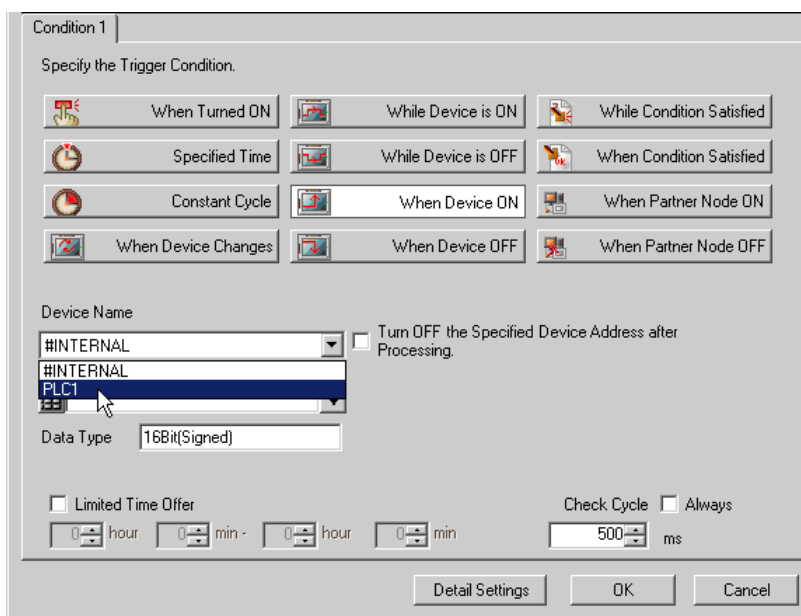 Condition 1
Specify the Trigger Condition.
When Turned ON
While Device is ON
While Condition Satisfied
Specified Time
While Device is OFF
When Condition Satisfied
Constant Cycle
When Device ON
When Partner Node ON
When Device Changes
When Device OFF
When Partner Node OFF
Device Name
#INTERNAL
Turn OFF the Specified Device Address after
Processing.
#INTERNAL
PLC1
Data Type 16Bit(Signed)
Limited Time Offer
Check Cycle Always
0 hour 0 min - 0 hour 0 min
500 ms
Detail Settings OK Cancel